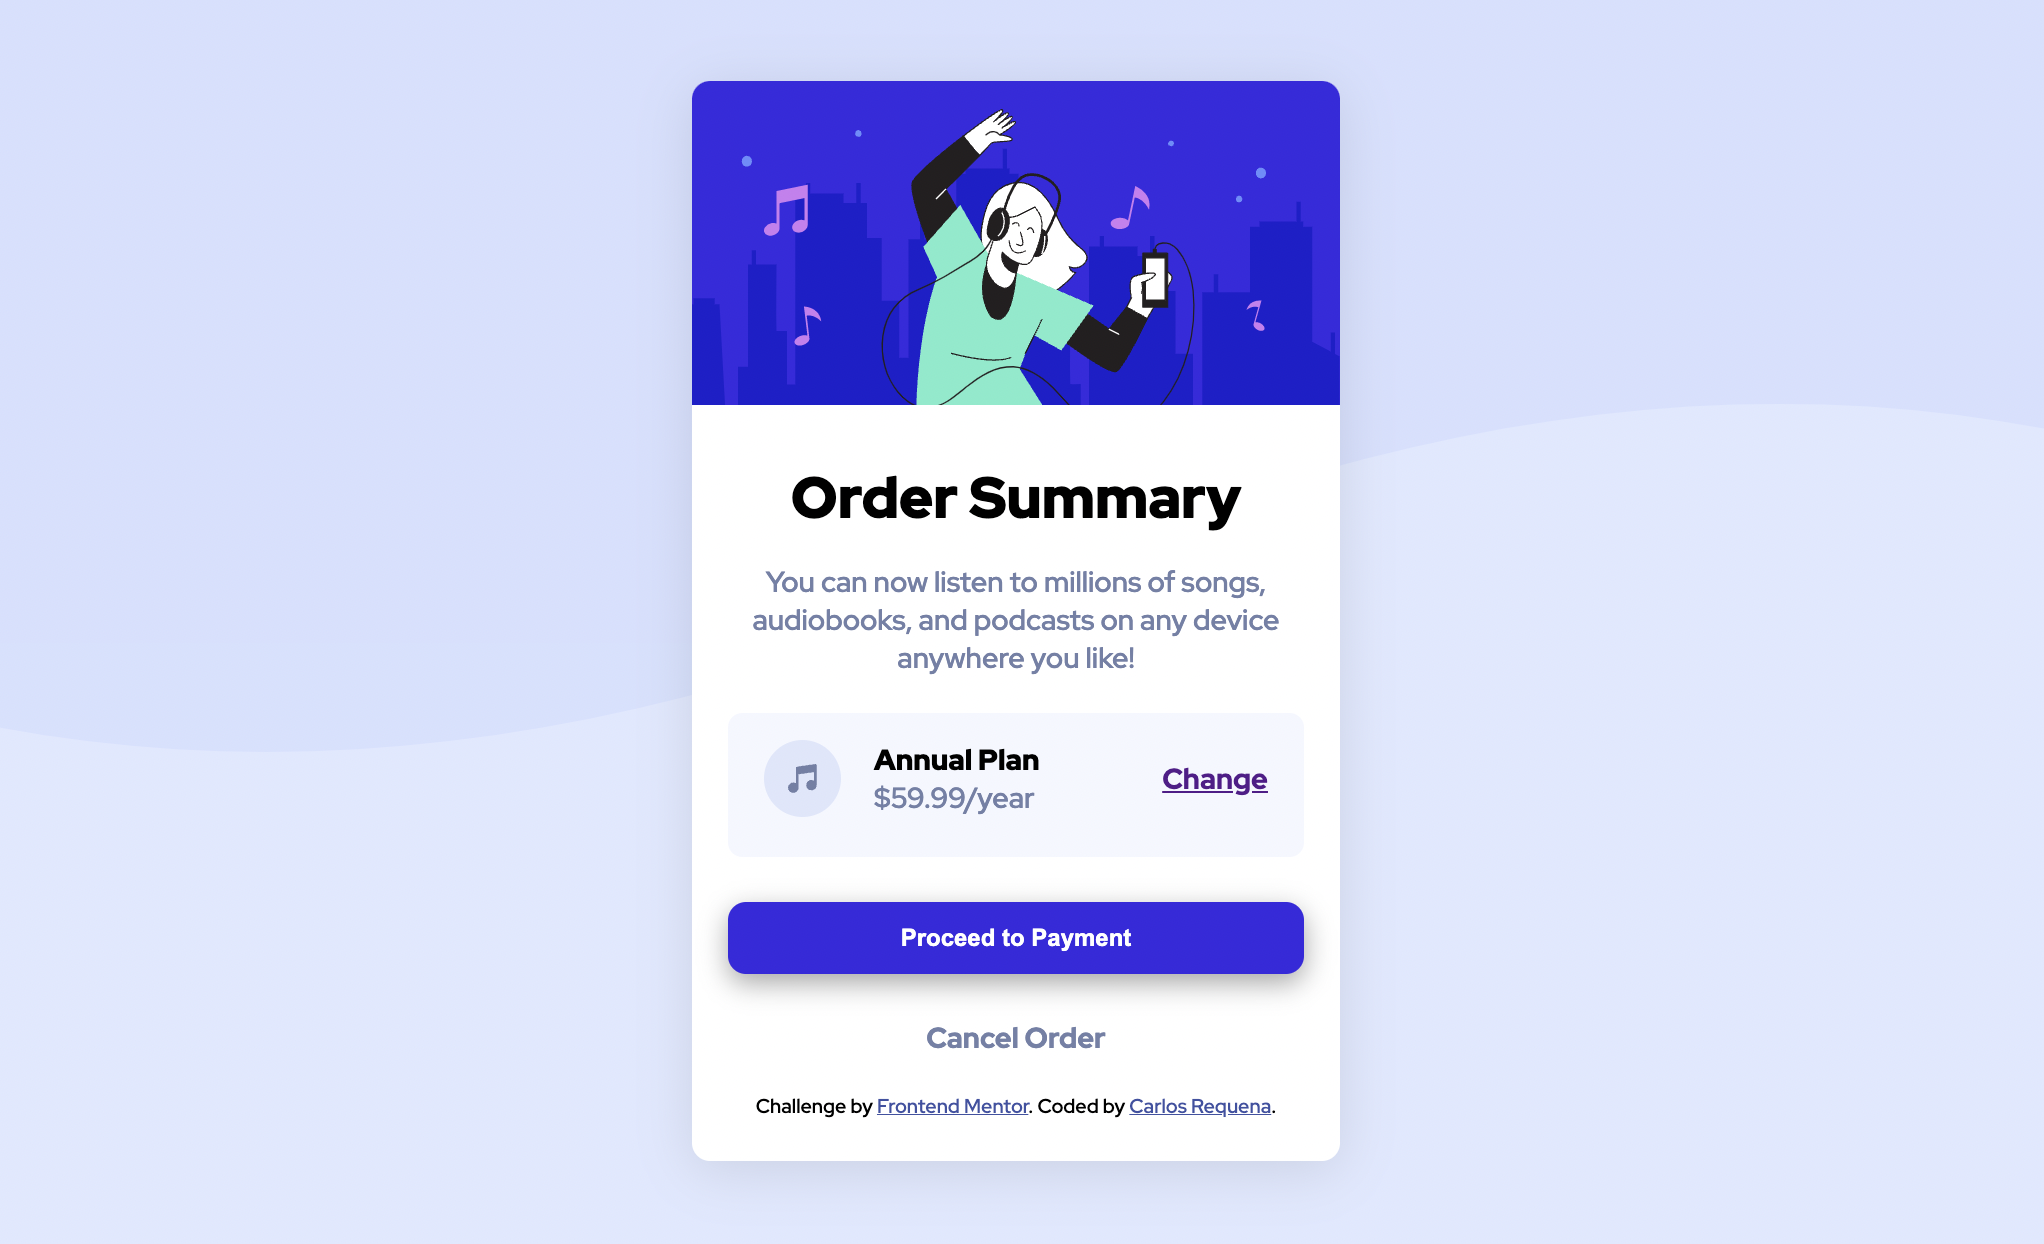 Order Summary
You can now listen to millions of songs,
audiobooks, and podcasts on any device
anywhere you like!
Annual Plan
$59.99/year
Change
Proceed to Payment
Cancel Order
Challenge by Frontend Mentor. Coded by Carlos Requena.